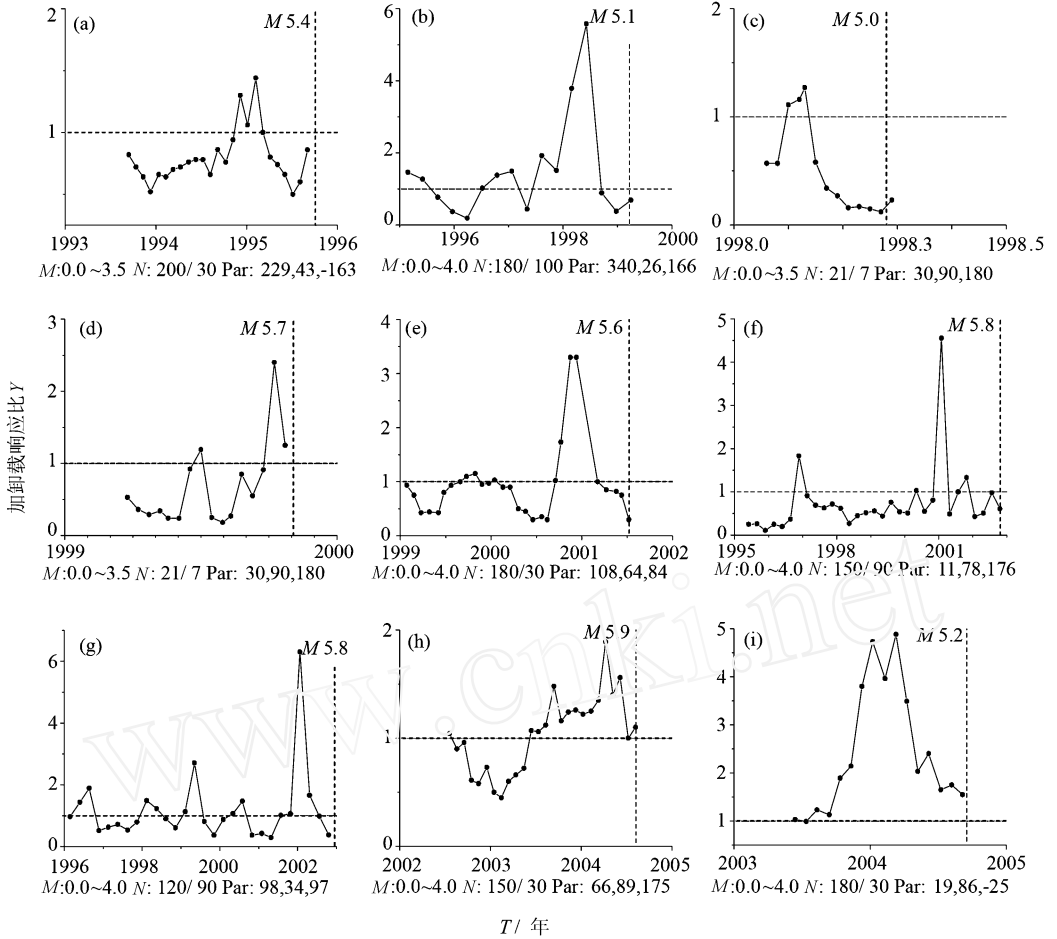 2
(a)
M 5.4
1
1993
1994
1995
1996
M:0.0~3.5 N: 200/ 30 Par: 229,43,-163
6
(b)
M 5.1
4
2
0
1996
1998
2000
M:0.0~4.0 N:180/ 100 Par: 340,26,166
2
(c)
M 5.0
1
0
1998.0
1998.3
1998.5
M:0.0~3.5 N: 21/ 7 Par: 30,90,180
3
(d)
M 5.7
2
1
0
1999
2000
M:0.0~3.5 N: 21/ 7 Par: 30,90,180
4
(e)
M 5.6
3
2
1
0
1999
2000
2001
2002
M:0.0~4.0 N: 180/30 Par: 108,64,84
5
(f)
M 5.8
4
3
2
1
0
1995
1998
2001
M:0.0~4.0 N: 150/ 90 Par: 11,78,176
加卸载响应比 Y
(g)
M 5.8
6
4
2
0
1996
1998
2000
2002
M:0.0~4.0 N: 120/ 90 Par: 98,34,97
2
(h)
M 5.9
1
0
2002
2003
2004
2005
M:0.0~4.0 N: 150/ 30 Par: 66,89,175
5
(i)
M 5.2
4
3
2
1
2003
2004
2005
M:0.0~4.0 N: 180/ 30 Par: 19,86,-25
T / 年
www.cnki.net